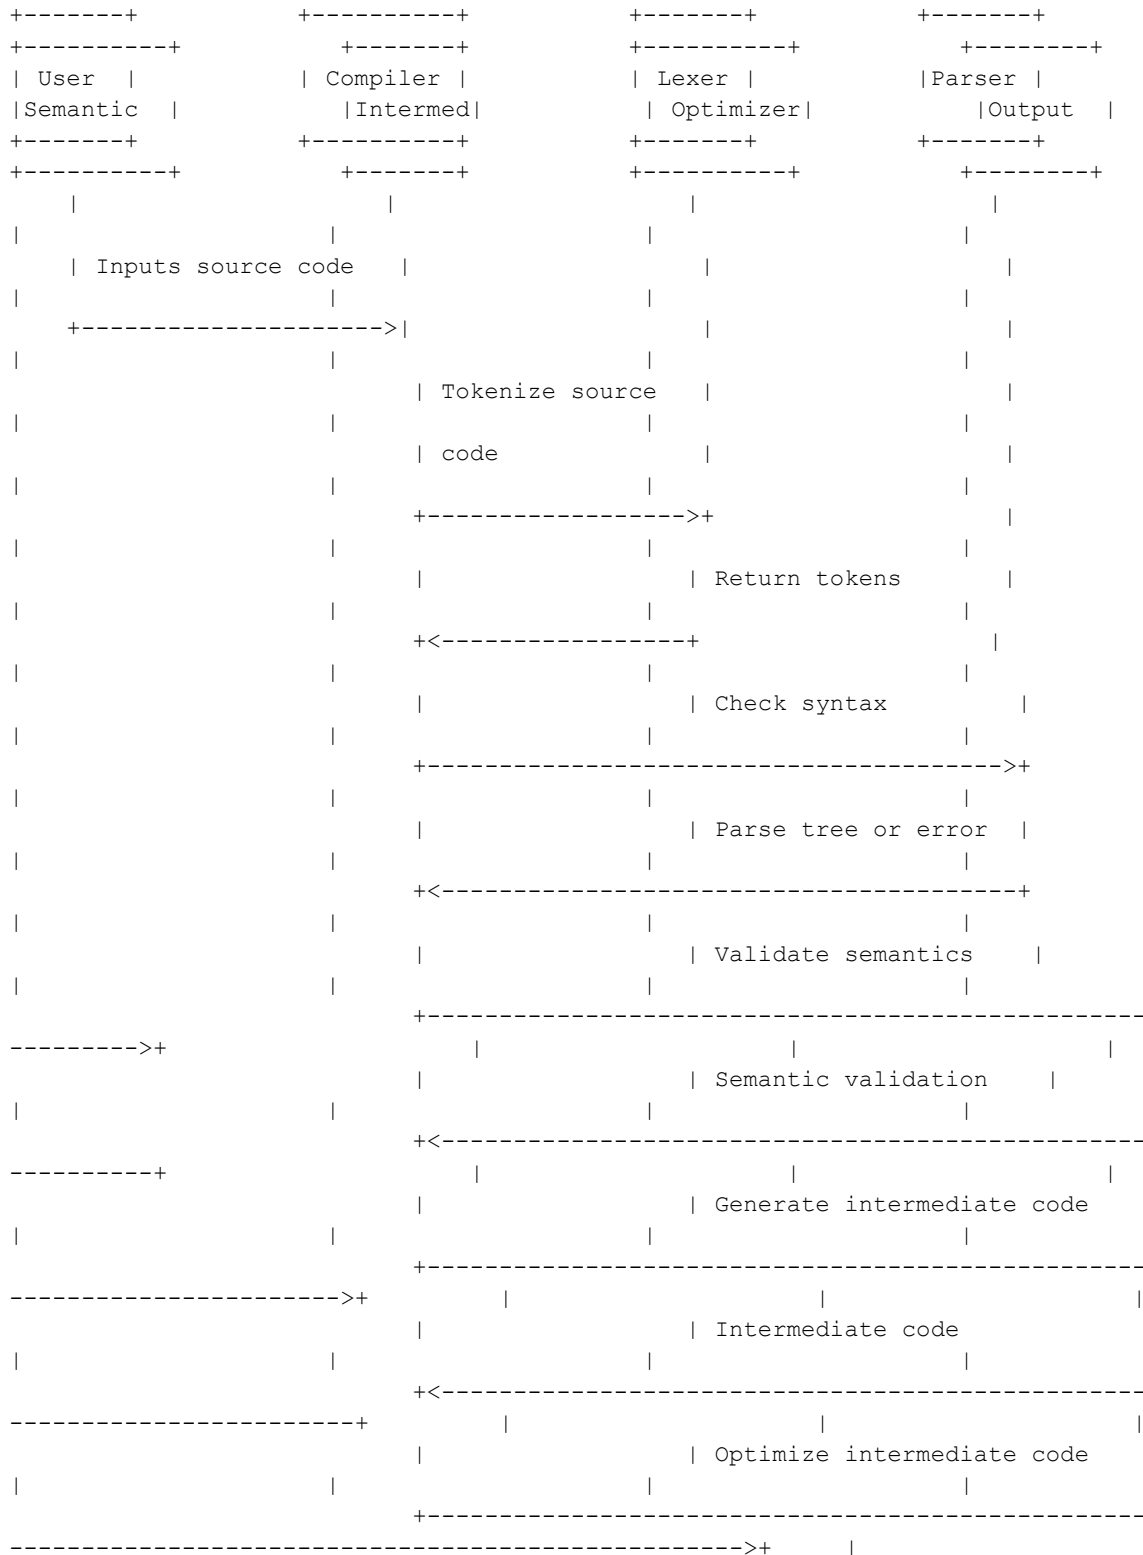 +-------+            +----------+            +-------+            +-------+
+----------+            +-------+            +----------+            +--------+
| User  |            | Compiler |            | Lexer |            |Parser |
|Semantic  |            |Intermed|            | Optimizer|            |Output  |
+-------+            +----------+            +-------+            +-------+
+----------+            +-------+            +----------+            +--------+
|                      |                     |                     |
|                      |                     |                     |
| Inputs source code   |                     |                     |
|                      |                     |                     |
+--------------------->|                     |                     |
|                      |                     |                     |
| Tokenize source   |                     |
|                      |                     |                     |
| code              |                     |
|                      |                     |                     |
+------------------>+                     |
|                      |                     |                     |
|                  | Return tokens       |
|                      |                     |                     |
+<-----------------+                     |
|                      |                     |                     |
|                  | Check syntax         |
|                      |                     |                     |
+---------------------------------------->+
|                      |                     |                     |
|                  | Parse tree or error  |
|                      |                     |                     |
+<----------------------------------------+
|                      |                     |                     |
|                  | Validate semantics    |
|                      |                     |                     |
+--------------------------------------------------
--------->+                     |                     |                     |
|                  | Semantic validation    |
|                      |                     |                     |
+<-------------------------------------------------
----------+                     |                     |                     |
|                  | Generate intermediate code
|                      |                     |                     |
+--------------------------------------------------
----------------------->+         |                     |                     |
|                  | Intermediate code
|                      |                     |                     |
+<-------------------------------------------------
------------------------+         |                     |                     |
|                  | Optimize intermediate code
|                      |                     |                     |
+--------------------------------------------------
--------------------------------------------------->+     |